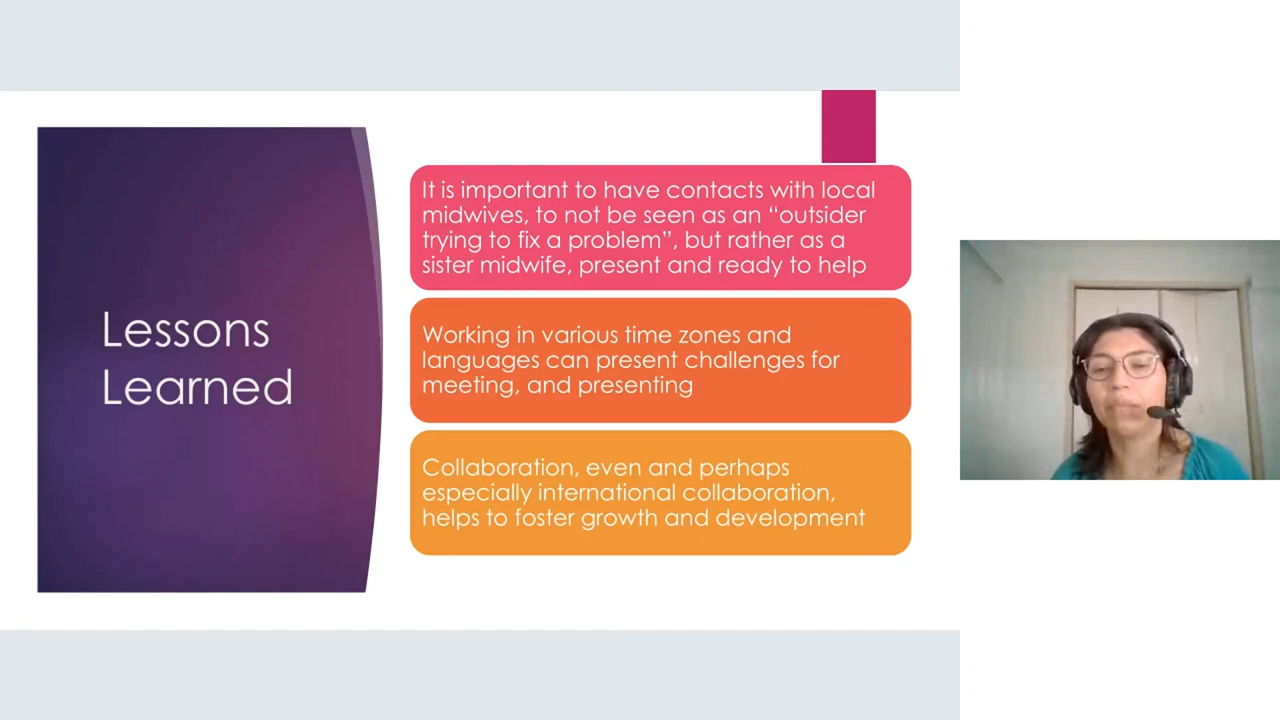 Lessons
Learned
It is important to have contacts with local
midwives, to not be seen as an “outsider
trying to fix a problem”, but rather as a
sister midwife, present and ready to help
Working in various time zones and
languages can present challenges for
meeting, and presenting
Collaboration, even and perhaps
especially international collaboration,
helps to foster growth and development